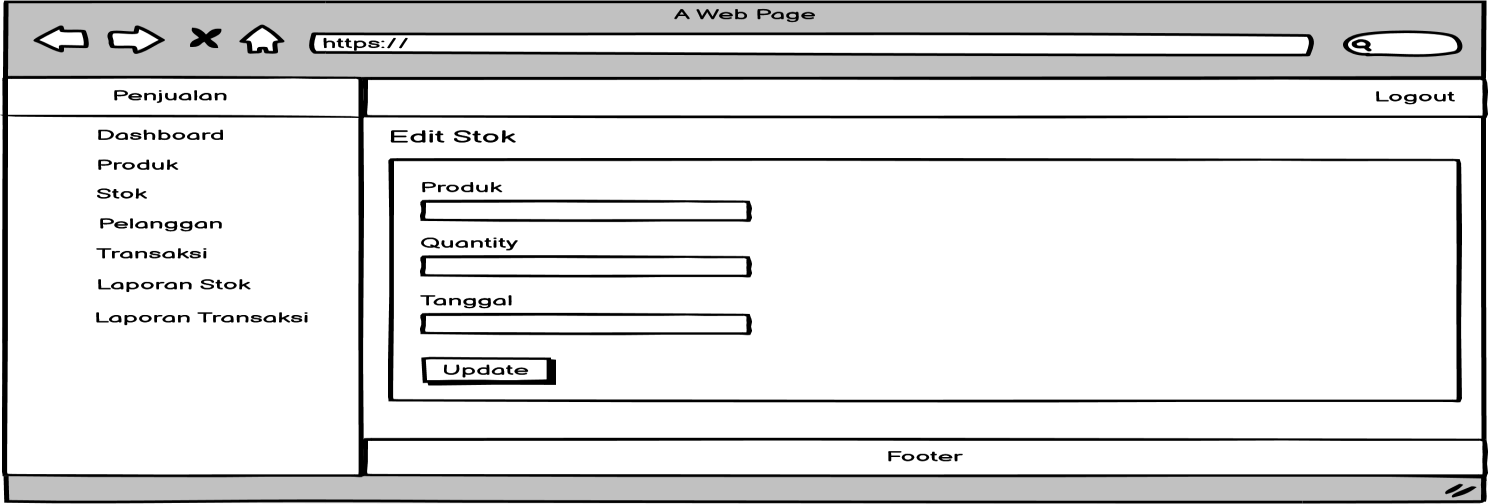 A Web Page
https://
Penjualan
Logout
Dashboard
Produk
Stok
Pelanggan
Transaksi
Laporan Stok
Laporan Transaksi
Edit Stok
Produk
Quantity
Tanggal
Update
Footer